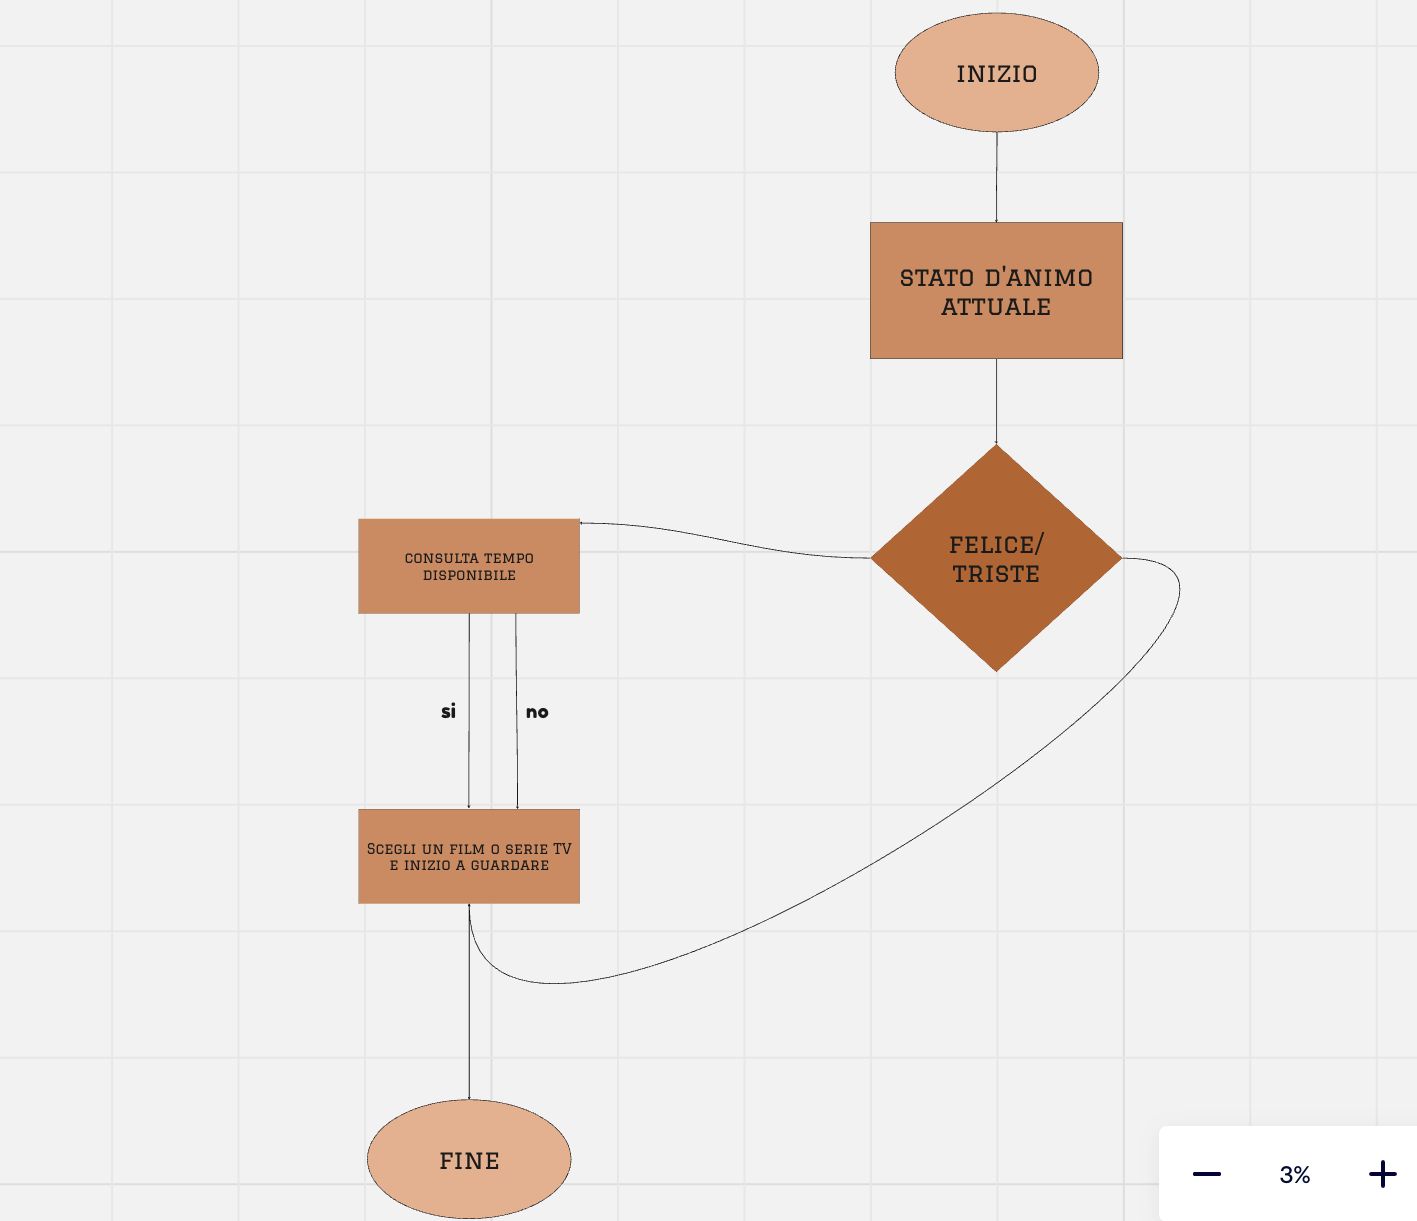 INIZIO
STATO D'ANIMO
ATTUALE
FELICE/
TRISTE
CONSULTA TEMPO
DISPONIBILE
si
no
Scegli un film o serie TV
e inizio a guardare
FINE
3%